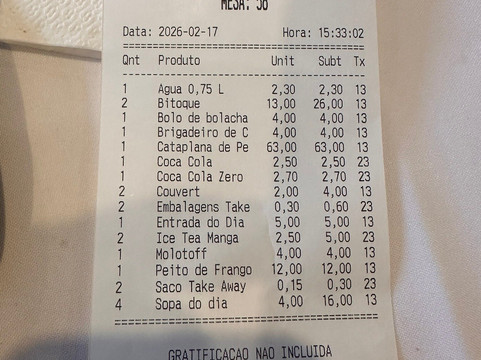 MESA: 56
Data: 2026-02-17 Hora: 15:33:02
Qnt Produto Unit Subt Tx
1 Agua 0,75 L 2,30 2,30 13
2 Bitoque 13,00 26,00 13
1 Bolo de bolacha 4,00 4,00 13
1 Brigadeiro de C 4,00 4,00 13
1 Cataplana de Pe 63,00 63,00 13
1 Coca Cola 2,50 2,50 23
1 Coca Cola Zero 2,70 2,70 23
2 Couvert 2,00 4,00 13
2 Embalagens Take 0,30 0,60 23
1 Entrada do Dia 5,00 5,00 13
2 Ice Tea Manga 2,50 5,00 23
1 Molotoff 4,00 4,00 13
1 Peito de Frango 12,00 12,00 13
2 Saco Take Away 0,15 0,30 23
4 Sopa do dia 4,00 16,00 13
GRATIFICACAO NAO INCLUIDA